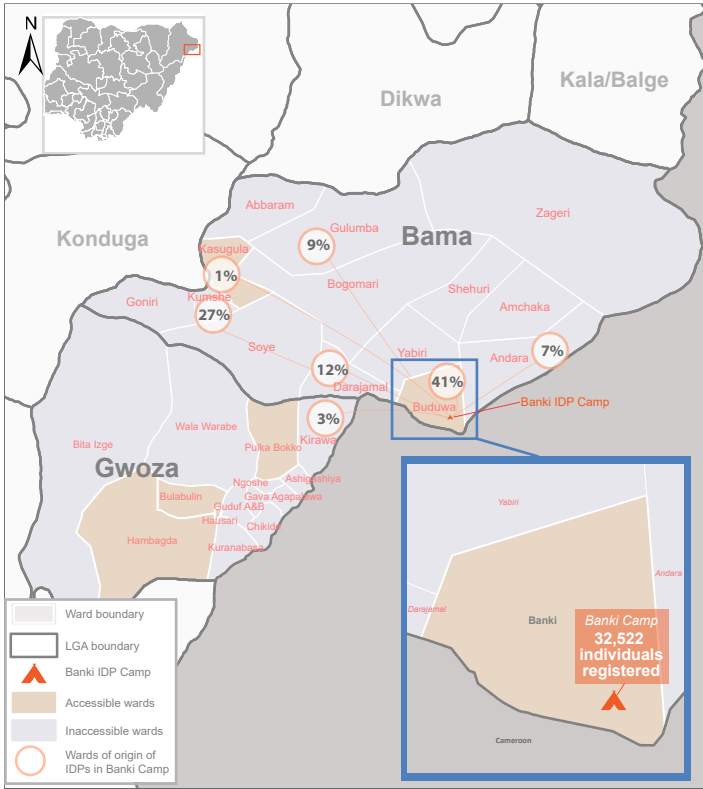 N
Kala/Balge
Dikwa
Abbaram
Zageri
Gulumba
Konduga
9%
Bama
Kasugula
1%
Bogomari
Shehuri
Kumshe
Goniri
Amchaka
27%
Soye
Yabiri
7%
Andara
12%
41%
Darajamal
Buduwa
Banki IDP Camp
3%
Wala Warabe
Kirawa
Bita Izge
Pulka Bokko
Gwoza
Ashigashiya
Ngoshe
Bulabulin
Gava Agapalawa
Guduf A&B
Hausari
Chikide
Hambagda
Kuranabasa
Yabiri
Andara
Darajamal
Banki
Banki Camp
32,522
individuals
registered
Cameroon
Ward boundary
LGA boundary
Banki IDP Camp
Accessible wards
Inaccessible wards
Wards of origin of
IDPs in Banki Camp